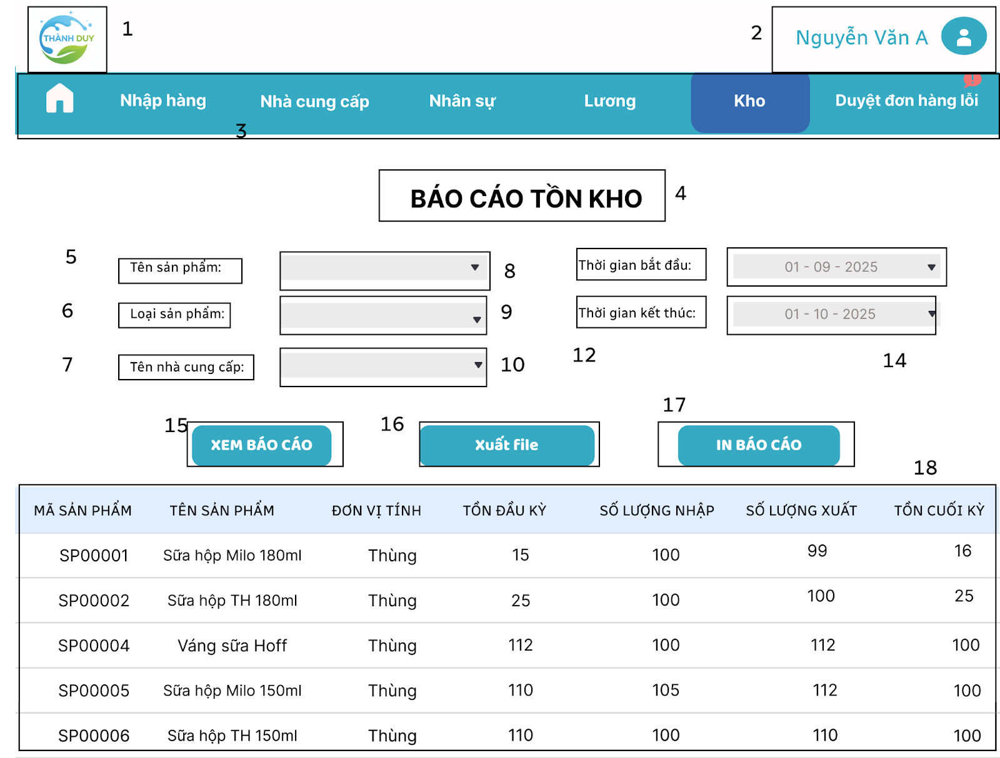 THÀNH DUY
1
2
Nguyễn Văn A
Nhập hàng
Nhà cung cấp
Nhân sự
Lương
Kho
Duyệt đơn hàng lỗi
!
3
BÁO CÁO TỒN KHO
4
5
Tên sản phẩm:
8
Thời gian bắt đầu:
01 - 09 - 2025
6
Loại sản phẩm:
9
Thời gian kết thúc:
01 - 10 - 2025
7
Tên nhà cung cấp:
10
12
14
15
XEM BÁO CÁO
16
Xuất file
17
IN BÁO CÁO
18
MÃ SẢN PHẨM TÊN SẢN PHẨM ĐƠN VỊ TÍNH TỒN ĐẦU KỲ SỐ LƯỢNG NHẬP SỐ LƯỢNG XUẤT TỒN CUỐI KỲ
SP00001 Sữa hộp Milo 180ml Thùng 15 100 99 16
SP00002 Sữa hộp TH 180ml Thùng 25 100 100 25
SP00004 Váng sữa Hoff Thùng 112 100 112 100
SP00005 Sữa hộp Milo 150ml Thùng 110 105 112 100
SP00006 Sữa hộp TH 150ml Thùng 110 100 110 100